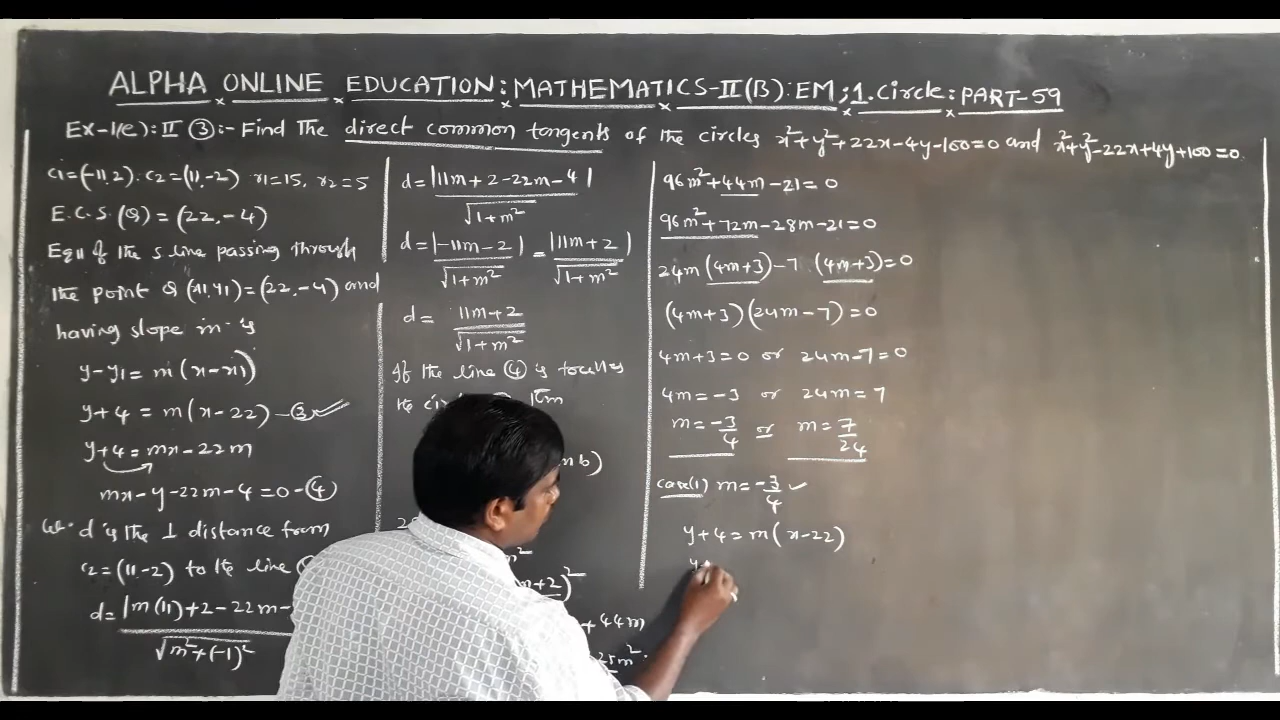 ALPHA ONLINE EDUCATION: MATHEMATICS-II(B): EM; 1. Circle: PART-59
Ex-1(e): II ③:- Find The direct common tangents of the circles x²+y²+22x-4y-100=0 and x²+y²-22x+4y+100=0.
C1=(-11,2). C2=(11,-2) r1=15, r2=5
E.C.S.(Q)=(22,-4)
Eqn of the S line passing through
the point Q(x1,y1)=(22,-4) and
having slope 'm' is
y-y1=m(x-x1)
y+4=m(x-22)-③
y+4=mx-22m
mx-y-22m-4=0-④
'd' is the ⊥ distance from
C2=(11,-2) to the line
d=|m(11)+2-22m-
√m²+(-1)²
d=|11m+2-22m-4|
√1+m²
d=|-11m-2|/√1+m² = |11m+2|/√1+m²
d= 11m+2
√1+m²
If the line ④ is touches
the
m²
m+2)²
+44m
25m²
96m²+44m-21=0
96m²+72m-28m-21=0
24m(4m+3)-7(4m+3)=0
(4m+3)(24m-7)=0
4m+3=0 or 24m-7=0
4m=-3 or 24m=7
m=-3/4 or m=7/24
case(1) m=-3/4
y+4=m(x-22)
y+